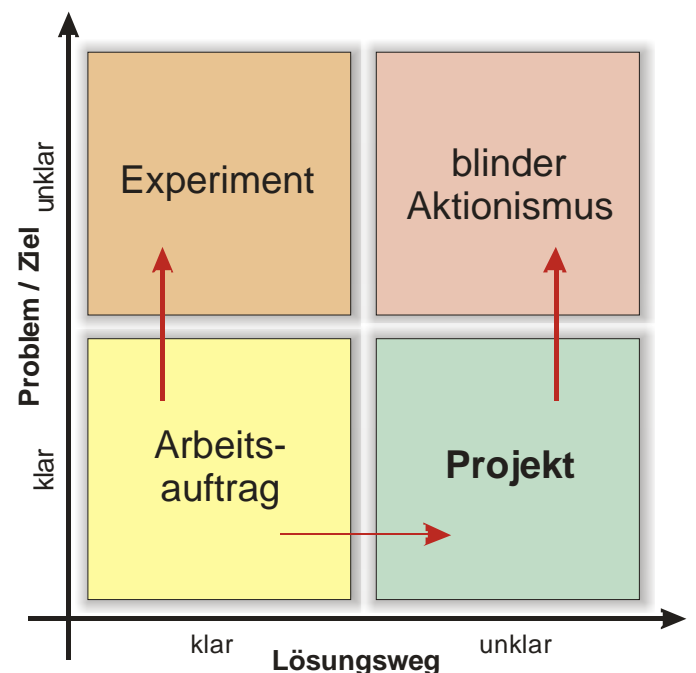 Problem / Ziel
unklar
klar
Experiment
blinder
Aktionismus
Arbeits-
auftrag
Projekt
klar
unklar
Lösungsweg